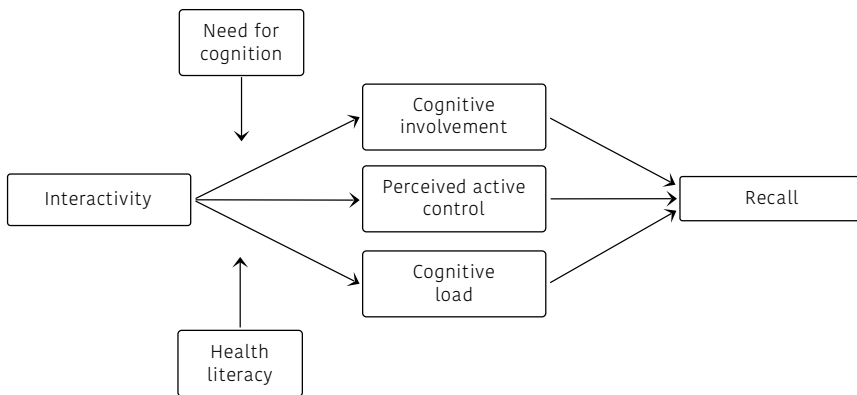 Need for
cognition
Cognitive
involvement
Interactivity
Perceived active
control
Recall
Cognitive
load
Health
literacy